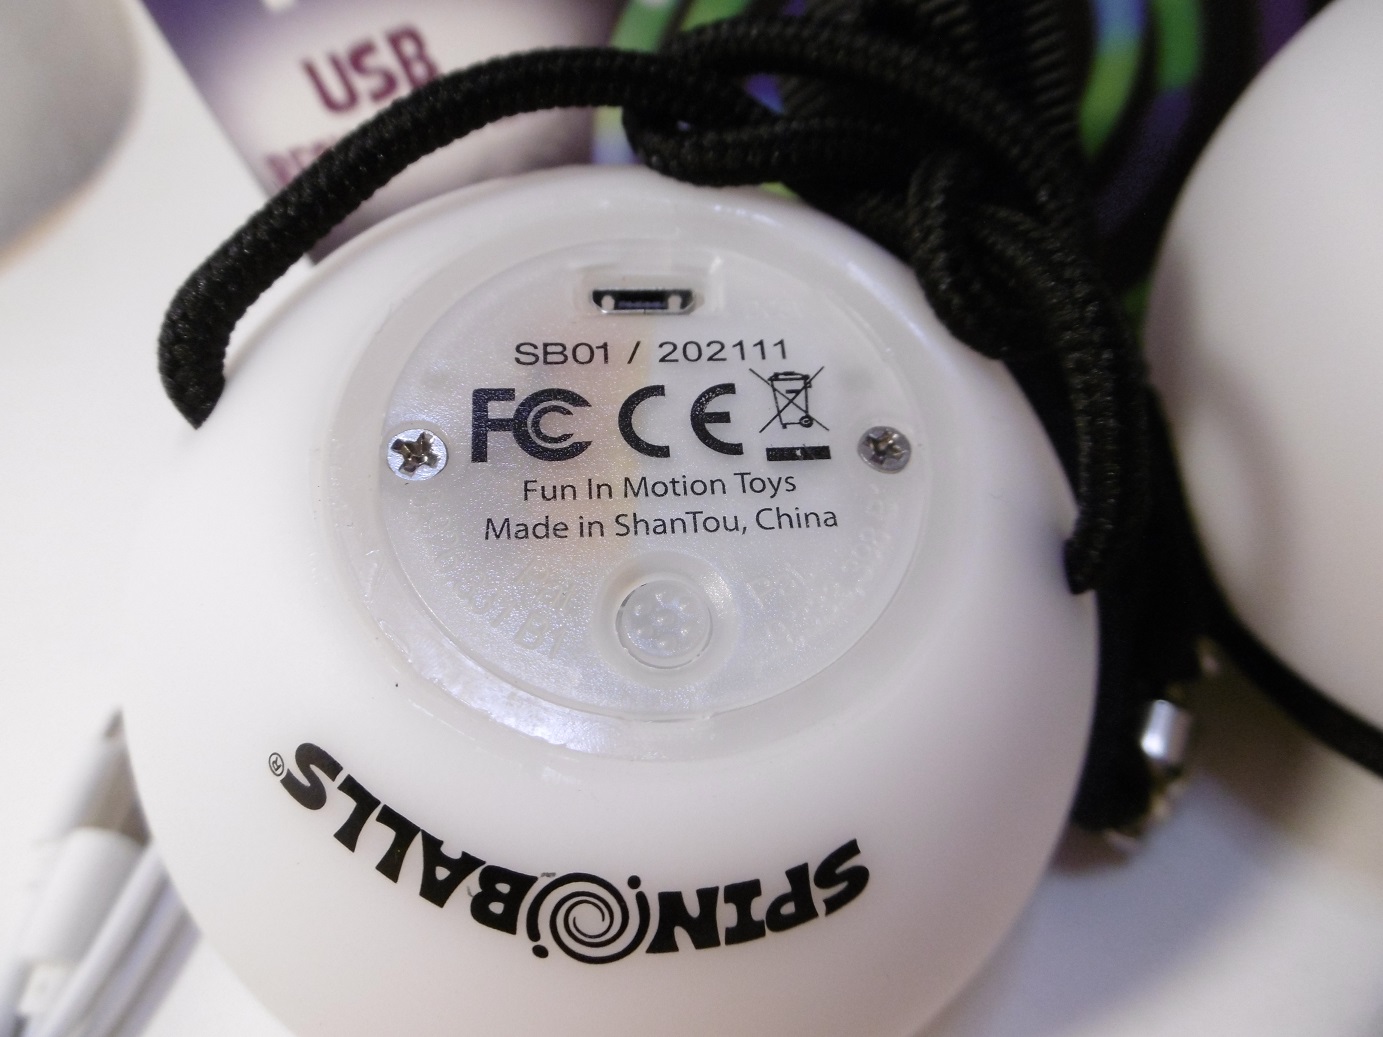 USB
SB01 / 202111
FC CE
Fun In Motion Toys
Made in ShanTou, China
SPINBALLS®